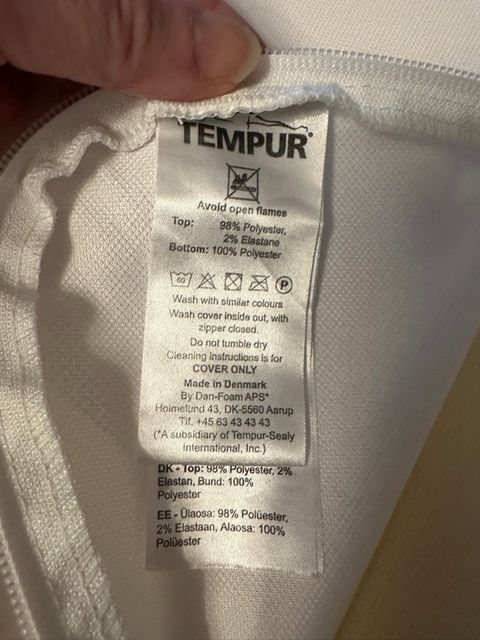 TEMPUR®
Avoid open flames
Top: 98% Polyester,
2% Elastane
Bottom: 100% Polyester
60 P
Wash with similar colours
Wash cover inside out, with
zipper closed.
Do not tumble dry
Cleaning instructions is for
COVER ONLY
Made in Denmark
By Dan-Foam APS*
Holmelund 43, DK-5560 Aarup
Tlf. +45 63 43 43 43
(*A subsidiary of Tempur-Sealy
International, Inc.)
DK - Top: 98% Polyester, 2%
Elastan, Bund: 100%
Polyester
EE - Ülaosa: 98% Polüester,
2% Elastaan, Alaosa: 100%
Polüester